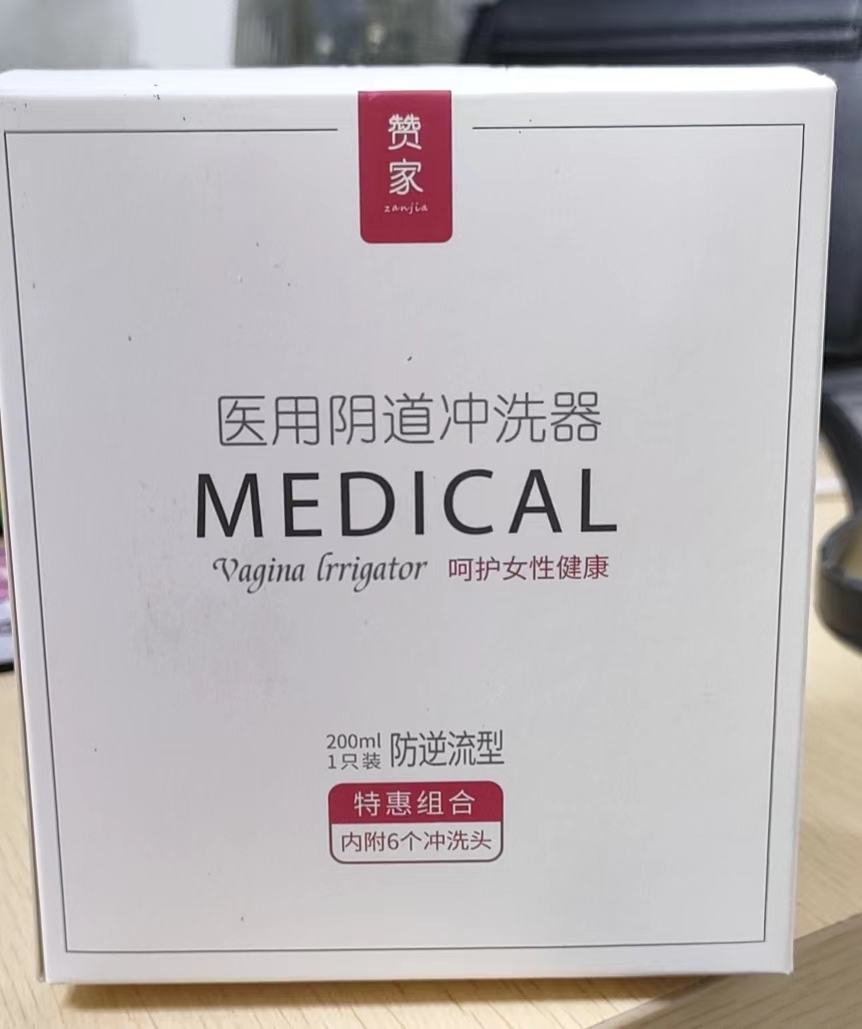 赞家
zanjia
医用阴道冲洗器
MEDICAL
Vagina Irrigator 呵护女性健康
200ml
1只装
防逆流型
特惠组合
内附6个冲洗头